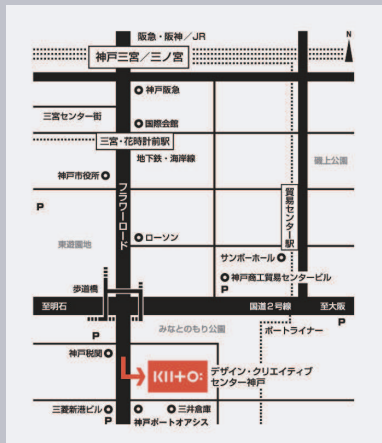 阪急・阪神/JR
N
神戸三宮/三ノ宮
神戸阪急
三宮センター街
国際会館
三宮・花時計前駅
地下鉄・海岸線
磯上公園
神戸市役所
フラワーロード
貿易センター駅
P
東遊園地
ローソン
サンボーホール
神戸商工貿易センタービル
P
歩道橋
至明石
国道2号線
至大阪
みなとのもり公園
ポートライナー
P
P
神戸税関
KIITO:
デザイン・クリエイティブ
センター神戸
三菱新港ビル
三井倉庫
P
神戸ポートオアシス